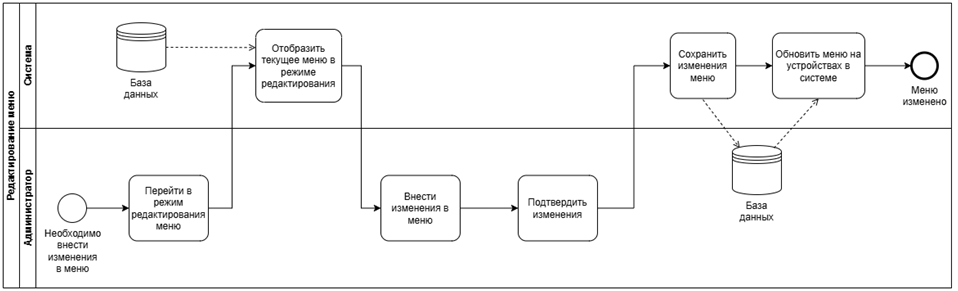 Редактирование меню
Система
Администратор
База
данных
Отобразить
текущее меню в
режиме
редактирования
Сохранить
изменения
меню
Обновить меню на
устройствах в
системе
Меню
изменено
Необходимо
внести
изменения
в меню
Перейти в
режим
редактирования
меню
Внести
изменения в
меню
Подтвердить
изменения
База
данных